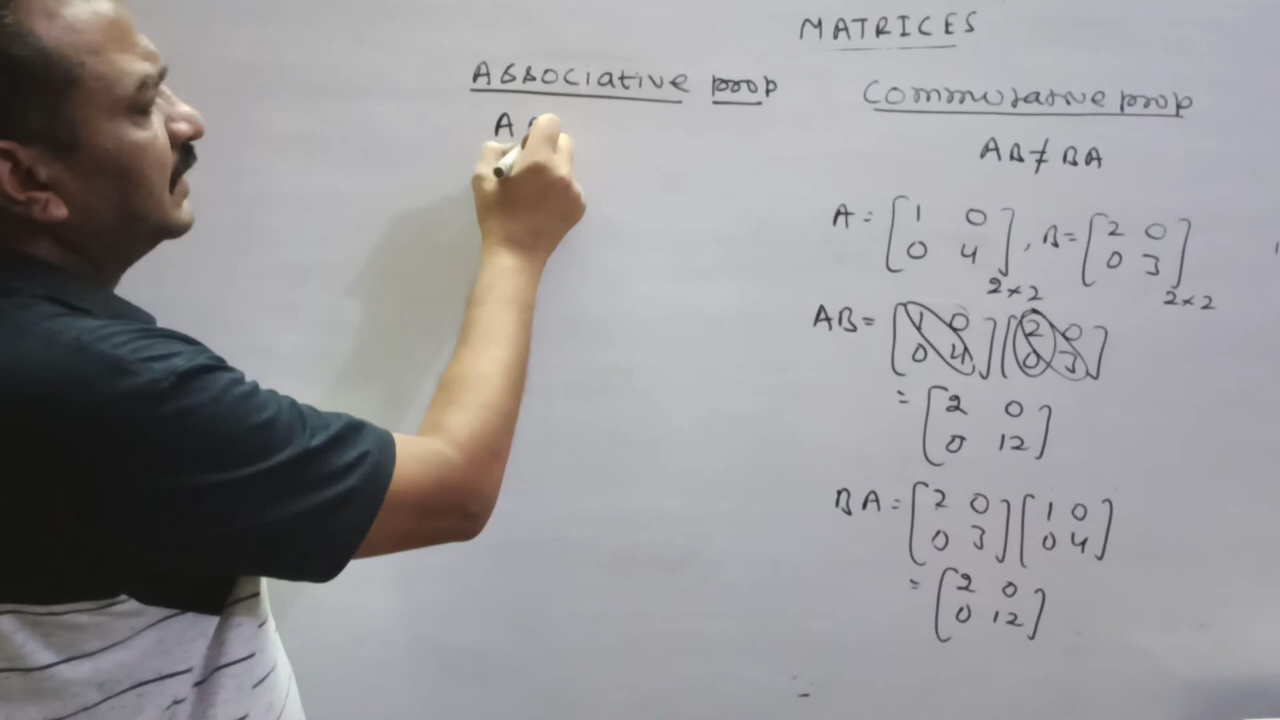 MATRICES
Associative prop
A
Commutative prop
AB ≠ BA
A = [1 0
0 4] 2×2 , B = [2 0
0 3] 2×2
AB = [1 0
0 4] [2 0
0 3]
= [2 0
0 12]
BA = [2 0
0 3] [1 0
0 4]
= [2 0
0 12]